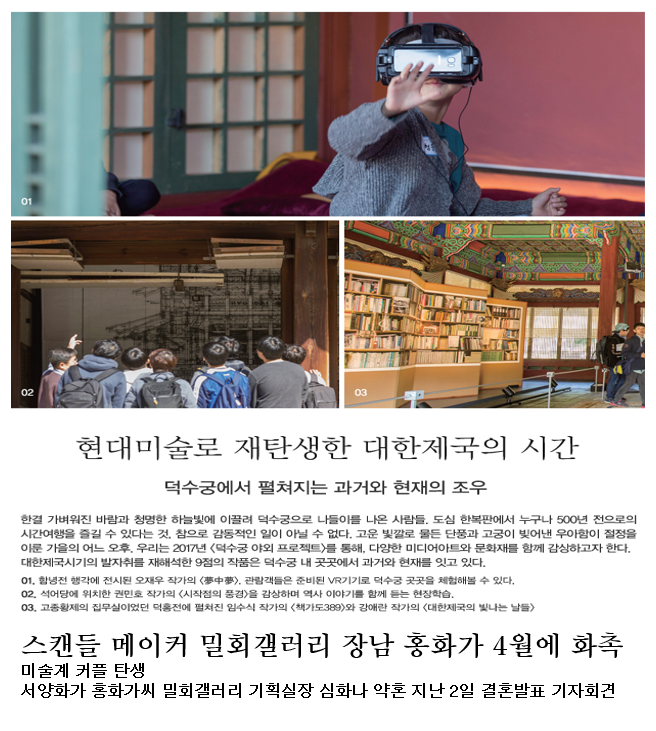 01
02
03
현대미술로 재탄생한 대한제국의 시간
덕수궁에서 펼쳐지는 과거와 현재의 조우
한결 가벼워진 바람과 청명한 하늘빛에 이끌려 덕수궁으로 나들이를 나온 사람들. 도심 한복판에서 누구나 500년 전으로의
시간여행을 즐길 수 있다는 것, 참으로 감동적인 일이 아닐 수 없다. 고운 빛깔로 물든 단풍과 고궁이 빚어낸 우아함이 절정을
이룬 가을의 어느 오후, 우리는 2017년 〈덕수궁 야외 프로젝트〉를 통해, 다양한 미디어아트와 문화재를 함께 감상하고자 한다.
대한제국시기의 발자취를 재해석한 9점의 작품은 덕수궁 내 곳곳에서 과거와 현재를 잇고 있다.
01. 함녕전 행각에 전시된 오재우 작가의 〈몽중몽〉. 관람객들은 준비된 VR기기로 덕수궁 곳곳을 체험해볼 수 있다.
02. 석어당에 위치한 권민호 작가의 〈시작점의 풍경〉을 감상하며 역사 이야기를 함께 듣는 현장학습.
03. 고종황제의 집무실이었던 덕홍전에 펼쳐진 임수식 작가의 〈책가도389〉와 강애란 작가의 〈대한제국의 빛나는 날들〉
스캔들 메이커 밀회갤러리 장남 홍화가 4월에 화촉
미술계 커플 탄생
서양화가 홍화가씨 밀회갤러리 기획실장 심화나 약혼 지난 2일 결혼발표 기자회견